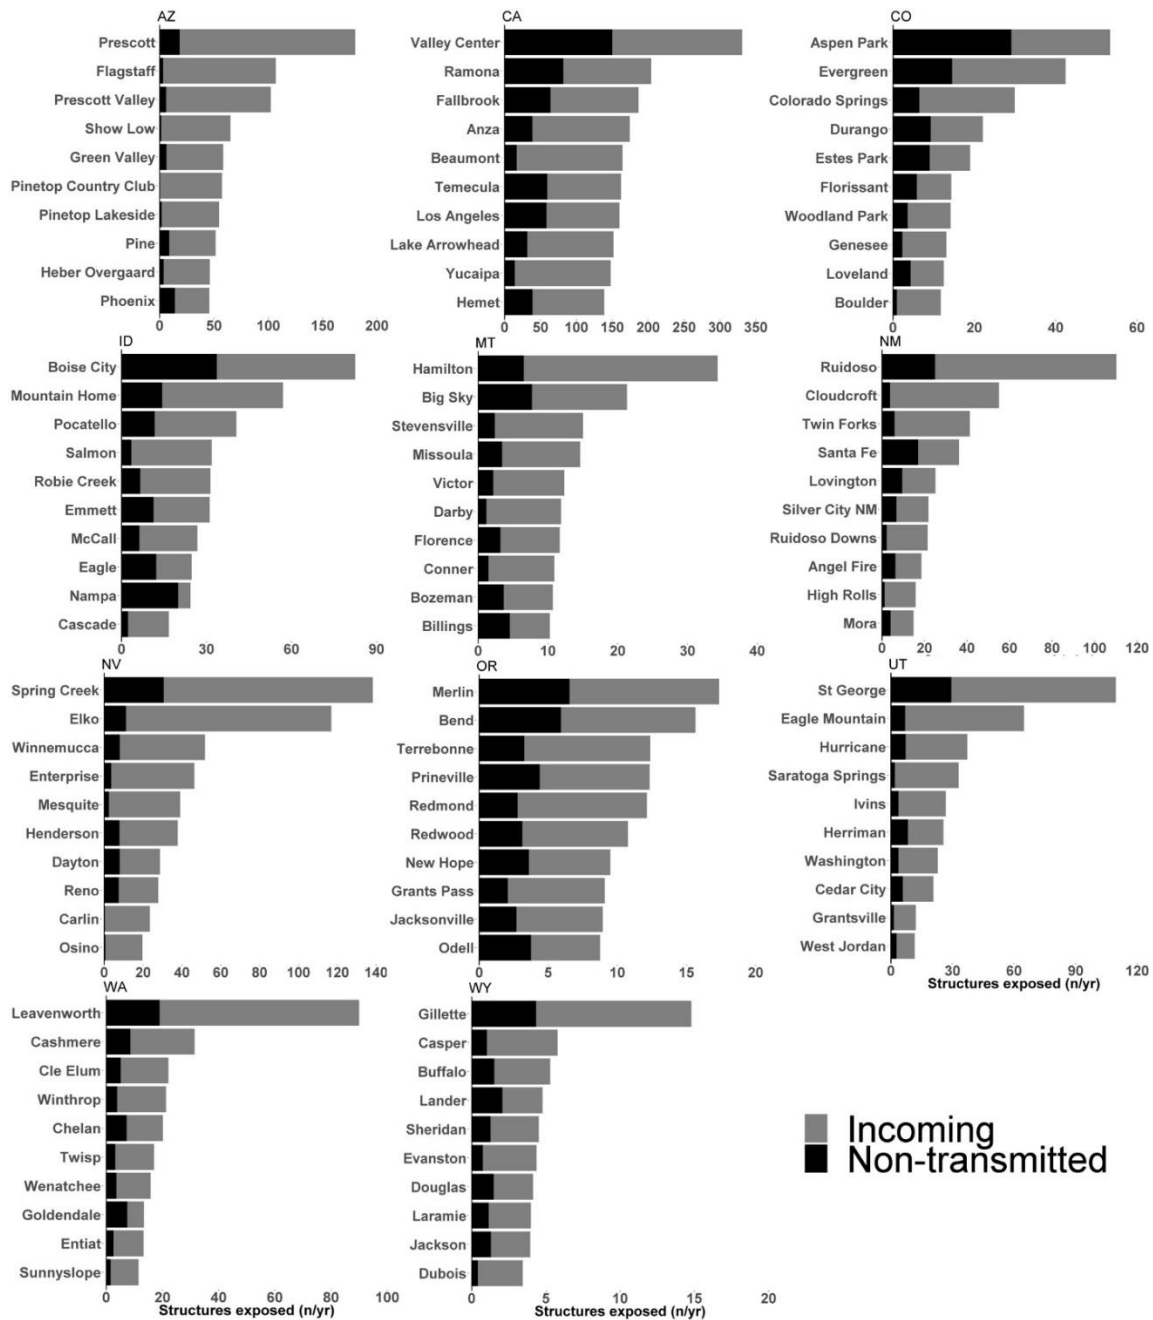 AZ
Prescott
Flagstaff
Prescott Valley
Show Low
Green Valley
Pinetop Country Club
Pinetop Lakeside
Pine
Heber Overgaard
Phoenix
0 50 100 150 200
CA
Valley Center
Ramona
Fallbrook
Anza
Beaumont
Temecula
Los Angeles
Lake Arrowhead
Yucaipa
Hemet
0 50 100 150 200 250 300 350
CO
Aspen Park
Evergreen
Colorado Springs
Durango
Estes Park
Florissant
Woodland Park
Genesee
Loveland
Boulder
0 20 40 60
ID
Boise City
Mountain Home
Pocatello
Salmon
Robie Creek
Emmett
McCall
Eagle
Nampa
Cascade
0 30 60 90
MT
Hamilton
Big Sky
Stevensville
Missoula
Victor
Darby
Florence
Conner
Bozeman
Billings
0 10 20 30 40
NM
Ruidoso
Cloudcroft
Twin Forks
Santa Fe
Lovington
Silver City NM
Ruidoso Downs
Angel Fire
High Rolls
Mora
0 20 40 60 80 100 120
NV
Spring Creek
Elko
Winnemucca
Enterprise
Mesquite
Henderson
Dayton
Reno
Carlin
Osino
0 20 40 60 80 100 120 140
OR
Merlin
Bend
Terrebonne
Prineville
Redmond
Redwood
New Hope
Grants Pass
Jacksonville
Odell
0 5 10 15 20
UT
St George
Eagle Mountain
Hurricane
Saratoga Springs
Ivins
Herriman
Washington
Cedar City
Grantsville
West Jordan
0 30 60 90 120
Structures exposed (n/yr)
WA
Leavenworth
Cashmere
Cle Elum
Winthrop
Chelan
Twisp
Wenatchee
Goldendale
Entiat
Sunnyslope
0 20 40 60 80 100
Structures exposed (n/yr)
WY
Gillette
Casper
Buffalo
Lander
Sheridan
Evanston
Douglas
Laramie
Jackson
Dubois
0 5 10 15 20
Structures exposed (n/yr)
Incoming
Non-transmitted